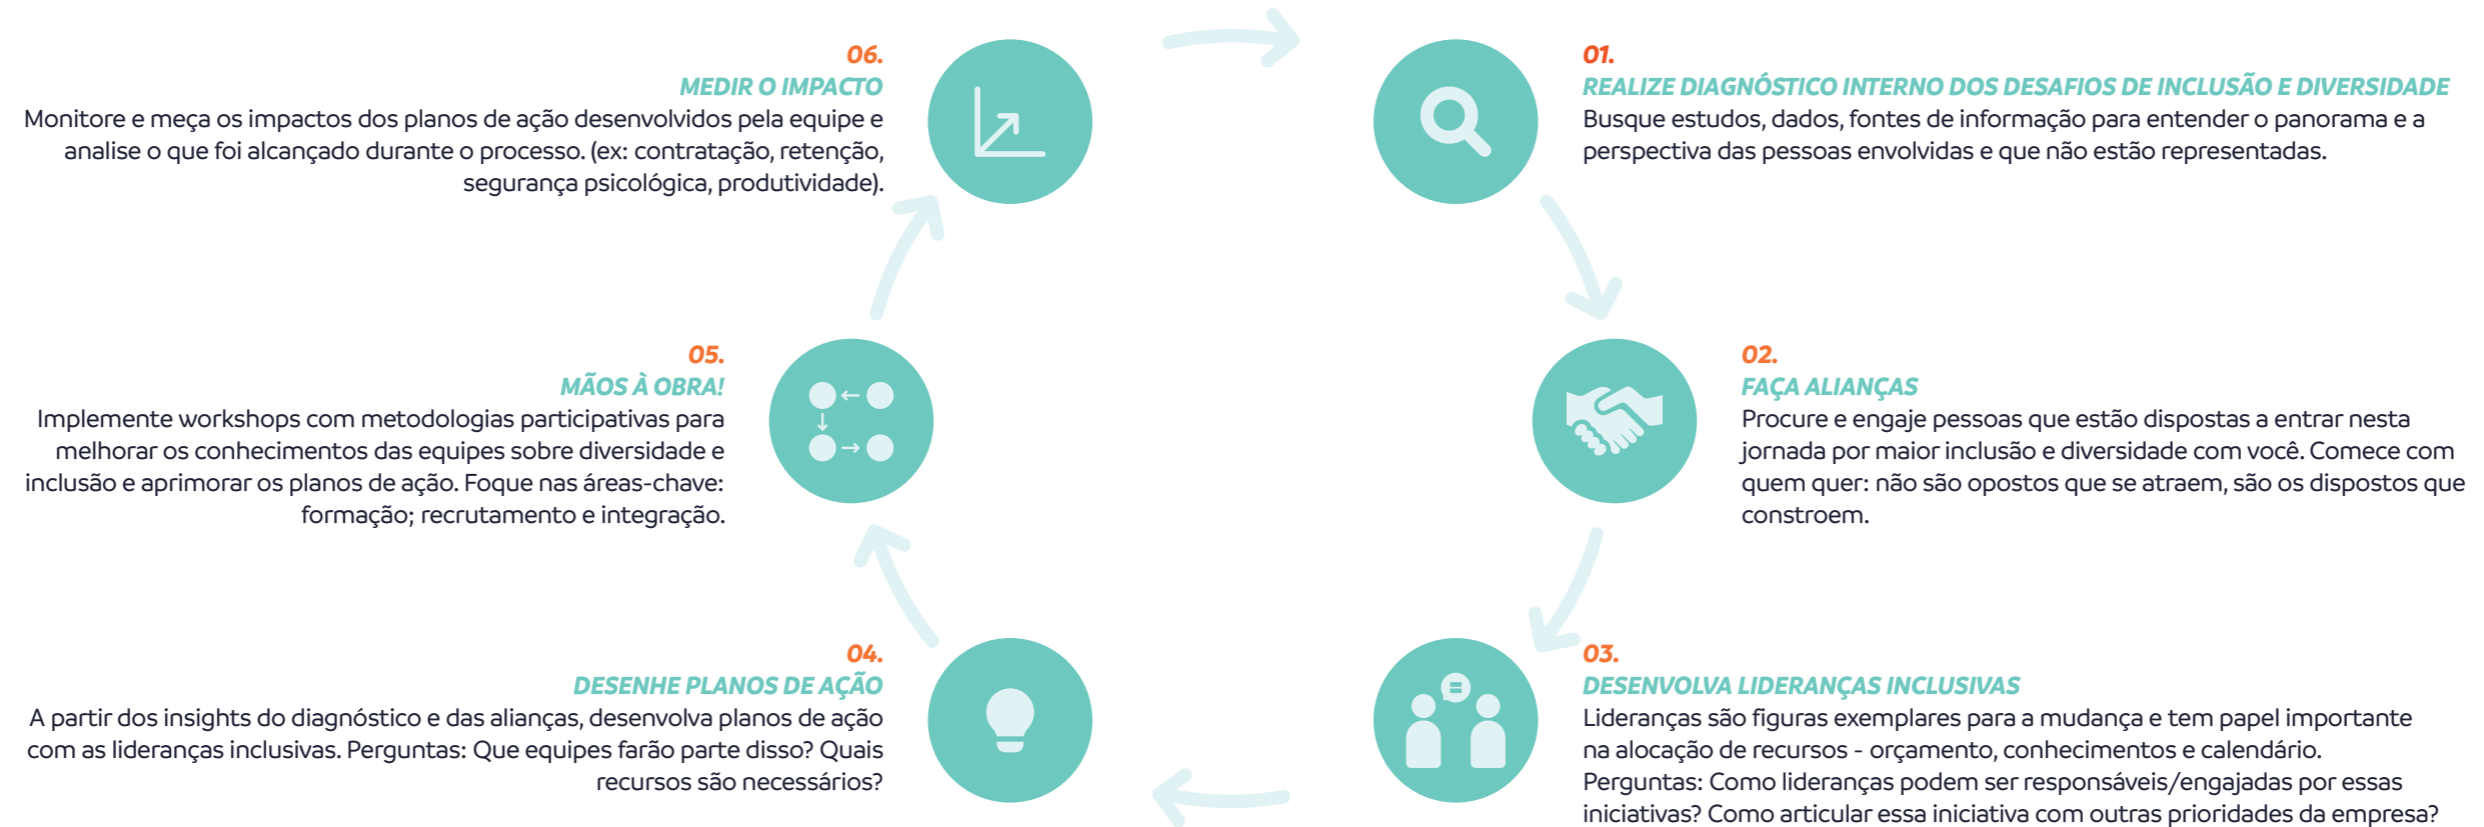 01.
REALIZE DIAGNÓSTICO INTERNO DOS DESAFIOS DE INCLUSÃO E DIVERSIDADE
Busque estudos, dados, fontes de informação para entender o panorama e a
perspectiva das pessoas envolvidas e que não estão representadas.
02.
FAÇA ALIANÇAS
Procure e engaje pessoas que estão dispostas a entrar nesta
jornada por maior inclusão e diversidade com você. Comece com
quem quer: não são opostos que se atraem, são os dispostos que
constroem.
03.
DESENVOLVA LIDERANÇAS INCLUSIVAS
Lideranças são figuras exemplares para a mudança e tem papel importante
na alocação de recursos - orçamento, conhecimentos e calendário.
Perguntas: Como lideranças podem ser responsáveis/engajadas por essas
iniciativas? Como articular essa iniciativa com outras prioridades da empresa?
04.
DESENHE PLANOS DE AÇÃO
A partir dos insights do diagnóstico e das alianças, desenvolva planos de ação
com as lideranças inclusivas. Perguntas: Que equipes farão parte disso? Quais
recursos são necessários?
05.
MÃOS À OBRA!
Implemente workshops com metodologias participativas para
melhorar os conhecimentos das equipes sobre diversidade e
inclusão e aprimorar os planos de ação. Foque nas áreas-chave:
formação; recrutamento e integração.
06.
MEDIR O IMPACTO
Monitore e meça os impactos dos planos de ação desenvolvidos pela equipe e
analise o que foi alcançado durante o processo. (ex: contratação, retenção,
segurança psicológica, produtividade).